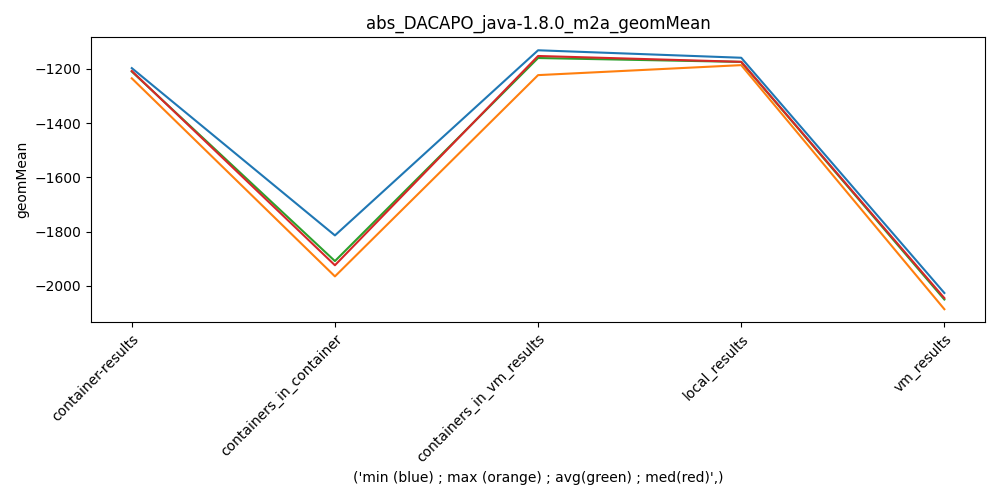 abs_DACAPO_java-1.8.0_m2a_geomMean
geomMean
−1200
−1400
−1600
−1800
−2000
container-results
containers_in_container
containers_in_vm_results
local_results
vm_results
('min (blue) ; max (orange) ; avg(green) ; med(red)',)